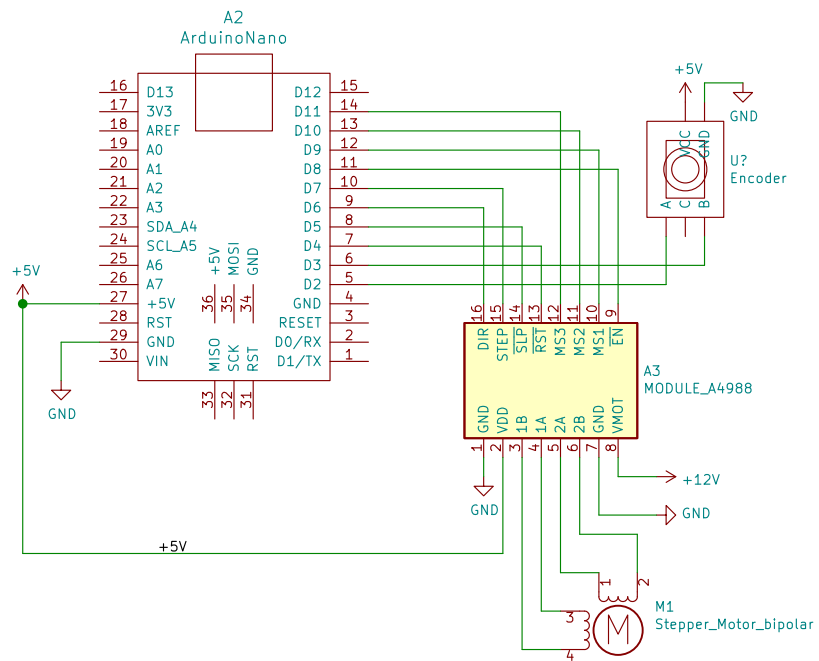 A2
ArduinoNano
16 D13 D12 15
17 3V3 D11 14
18 AREF D10 13
19 A0 D9 12
20 A1 D8 11
21 A2 D7 10
22 A3 D6 9
23 SDA_A4 D5 8
24 SCL_A5 D4 7
25 A6 D3 6
26 A7 D2 5
27 +5V GND 4
28 RST RESET 3
29 GND D0/RX 2
30 VIN D1/TX 1
+5V MOSI GND
36 35 34
MISO SCK RST
33 32 31
+5V
GND
+5V
GND
VCC GND
U?
Encoder
A C B
16 15 14 13 12 11 10 9
DIR STEP SLP RST MS3 MS2 MS1 EN
A3
MODULE_A4988
GND VDD 1B 1A 2A 2B GND VMOT
1 2 3 4 5 6 7 8
+12V
GND
GND
+5V
1 2
3
4
M
M1
Stepper_Motor_bipolar